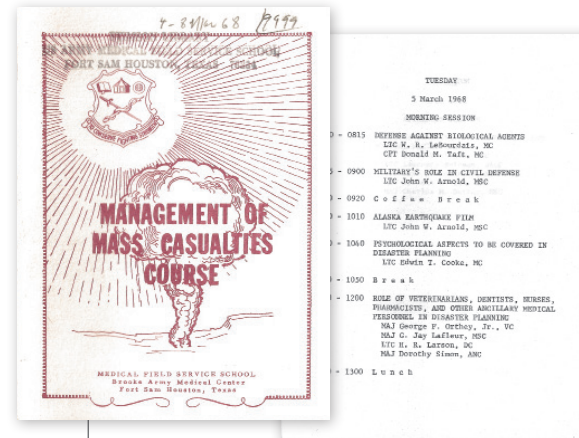 4-8 Mar 68
ARMY MEDICAL FIELD SERVICE SCHOOL
FORT SAM HOUSTON, TEXAS 78234
MANAGEMENT OF
MASS CASUALTIES
COURSE
MEDICAL FIELD SERVICE SCHOOL
Brooke Army Medical Center
Fort Sam Houston, Texas
TUESDAY
5 March 1968
MORNING SESSION
- 0815 DEFENSE AGAINST BIOLOGICAL AGENTS
LTC W. R. LeBourdais, MC
CPT Donald M. Taft, MC
- 0900 MILITARY'S ROLE IN CIVIL DEFENSE
LTC John W. Arnold, MSC
- 0920 Coffee Break
- 1010 ALASKA EARTHQUAKE FILM
LTC John W. Arnold, MSC
- 1060 PSYCHOLOGICAL ASPECTS TO BE COVERED IN
DISASTER PLANNING
LTC Edwin T. Cooke, MC
- 1050 Break
- 1200 ROLE OF VETERINARIANS, DENTISTS, NURSES,
PHARMACISTS, AND OTHER ANCILLARY MEDICAL
PERSONNEL IN DISASTER PLANNING
MAJ George F. Orthey, Jr., VC
MAJ G. Jay Lafleur, MSC
LTC H. R. Larson, DC
MAJ Dorothy Simon, ANC
- 1300 Lunch